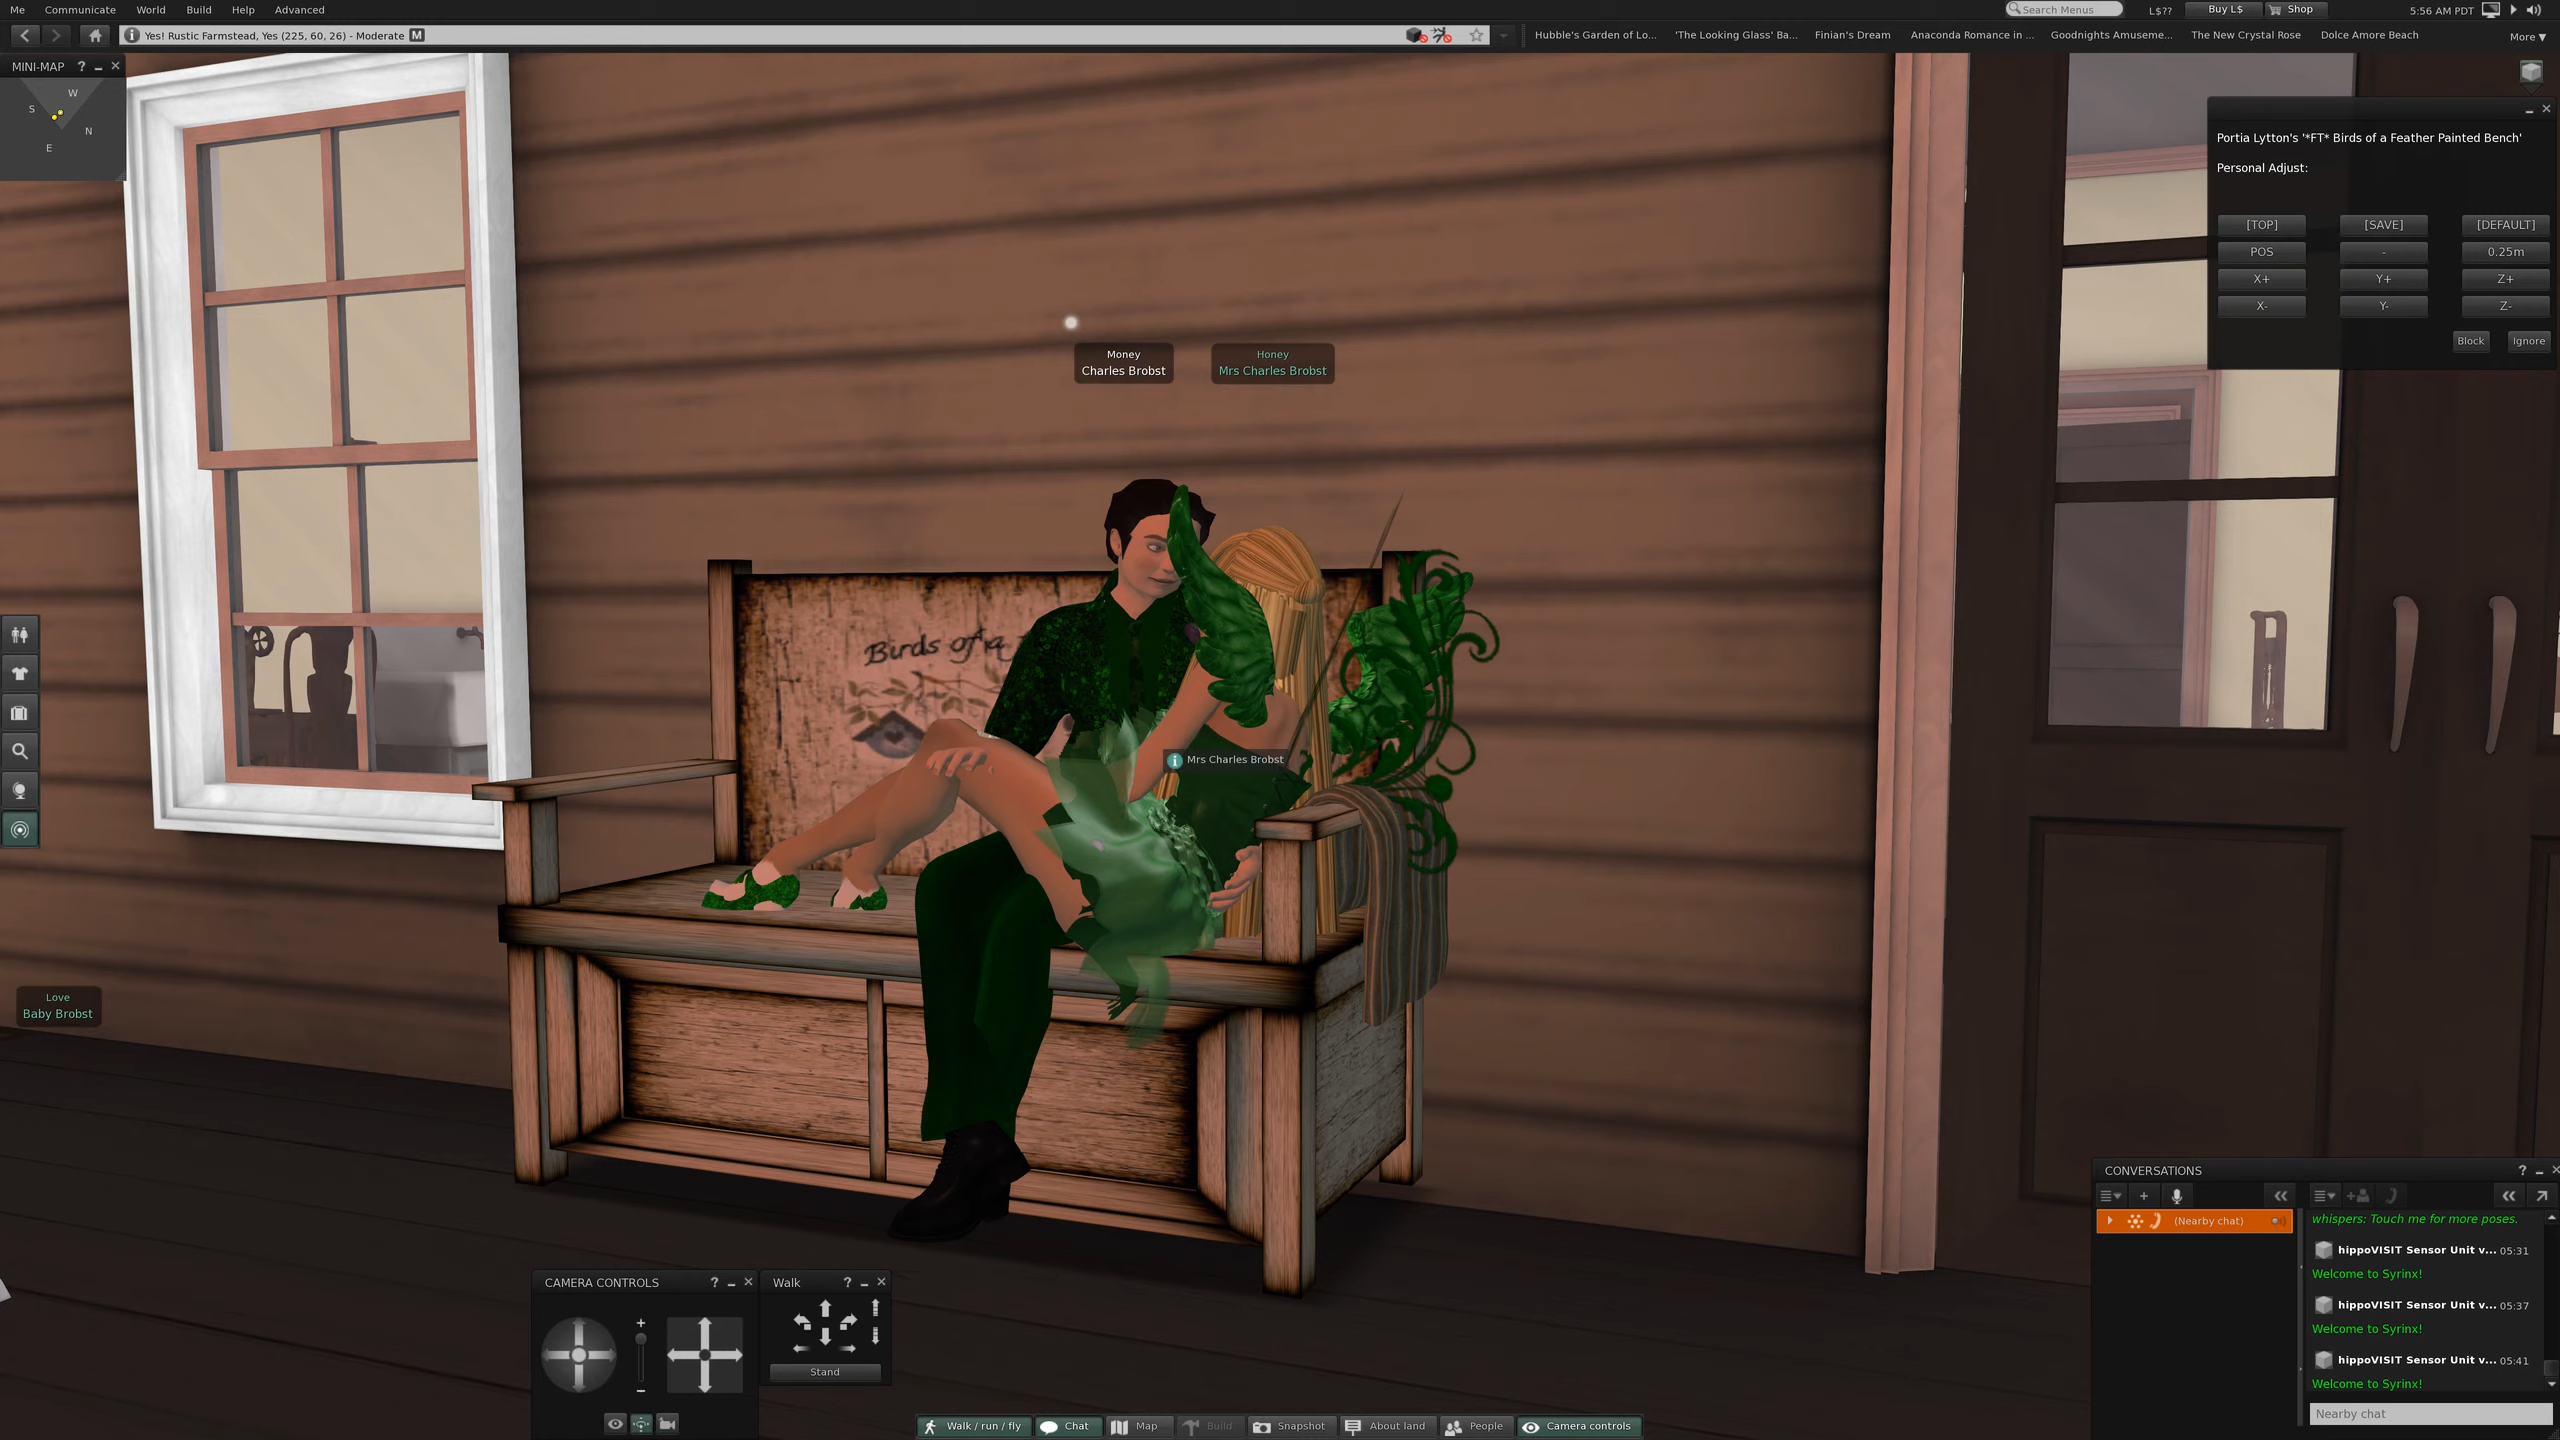 Me Communicate World Build Help Advanced
Search Menus L$?? Buy L$ Shop 5:56 AM PDT
Yes! Rustic Farmstead, Yes (225, 60, 26) - Moderate M
Hubble's Garden of Lo... 'The Looking Glass' Ba... Finian's Dream Anaconda Romance in ... Goodnights Amuseme... The New Crystal Rose Dolce Amore Beach More
MINI-MAP ?
W
S
N
E
Portia Lytton's '*FT* Birds of a Feather Painted Bench'
Personal Adjust:
[TOP] [SAVE] [DEFAULT]
POS - 0.25m
X+ Y+ Z+
X- Y- Z-
Block Ignore
Money
Charles Brobst
Honey
Mrs Charles Brobst
Birds of a
Mrs Charles Brobst
Love
Baby Brobst
CONVERSATIONS ?
(Nearby chat)
whispers: Touch me for more poses.
hippoVISIT Sensor Unit v... 05:31
Welcome to Syrinx!
hippoVISIT Sensor Unit v... 05:37
Welcome to Syrinx!
hippoVISIT Sensor Unit v... 05:41
Welcome to Syrinx!
Nearby chat
CAMERA CONTROLS ?
Walk ?
Stand
Walk / run / fly Chat Map Build Snapshot About land People Camera controls